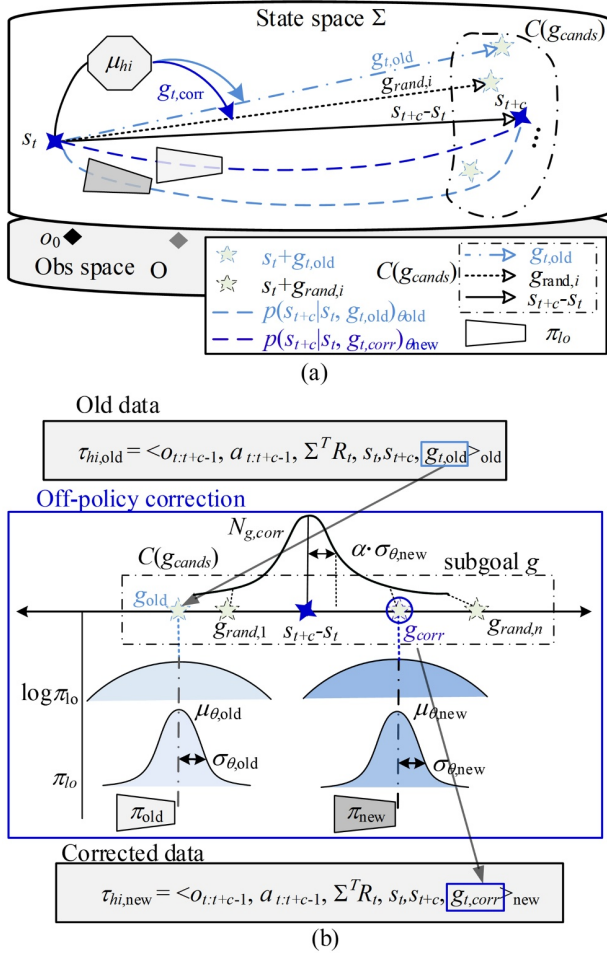 State space Σ
C(g_cands)
μ_hi
g_t,old
g_t,corr
g_rand,i
s_t+c
s_t
s_t+c-s_t
o_0
Obs space O
s_t+g_t,old
s_t+g_rand,i
p(s_t+c|s_t, g_t,old)_θold
p(s_t+c|s_t, g_t,corr)_θnew
C(g_cands)
g_t,old
g_rand,i
s_t+c-s_t
π_lo
(a)
Old data
τ_hi,old = <o_t:t+c-1, a_t:t+c-1, Σ^T R_t, s_t,s_t+c, g_t,old>_old
Off-policy correction
N_g,corr
C(g_cands)
α·σ_θ,new
subgoal g
g_old
g_rand,1
s_t+c-s_t
g_corr
g_rand,n
log π_lo
μ_θ,old
μ_θ,new
σ_θ,old
σ_θ,new
π_lo
π_old
π_new
Corrected data
τ_hi,new = <o_t:t+c-1, a_t:t+c-1, Σ^T R_t, s_t,s_t+c, g_t,corr>_new
(b)